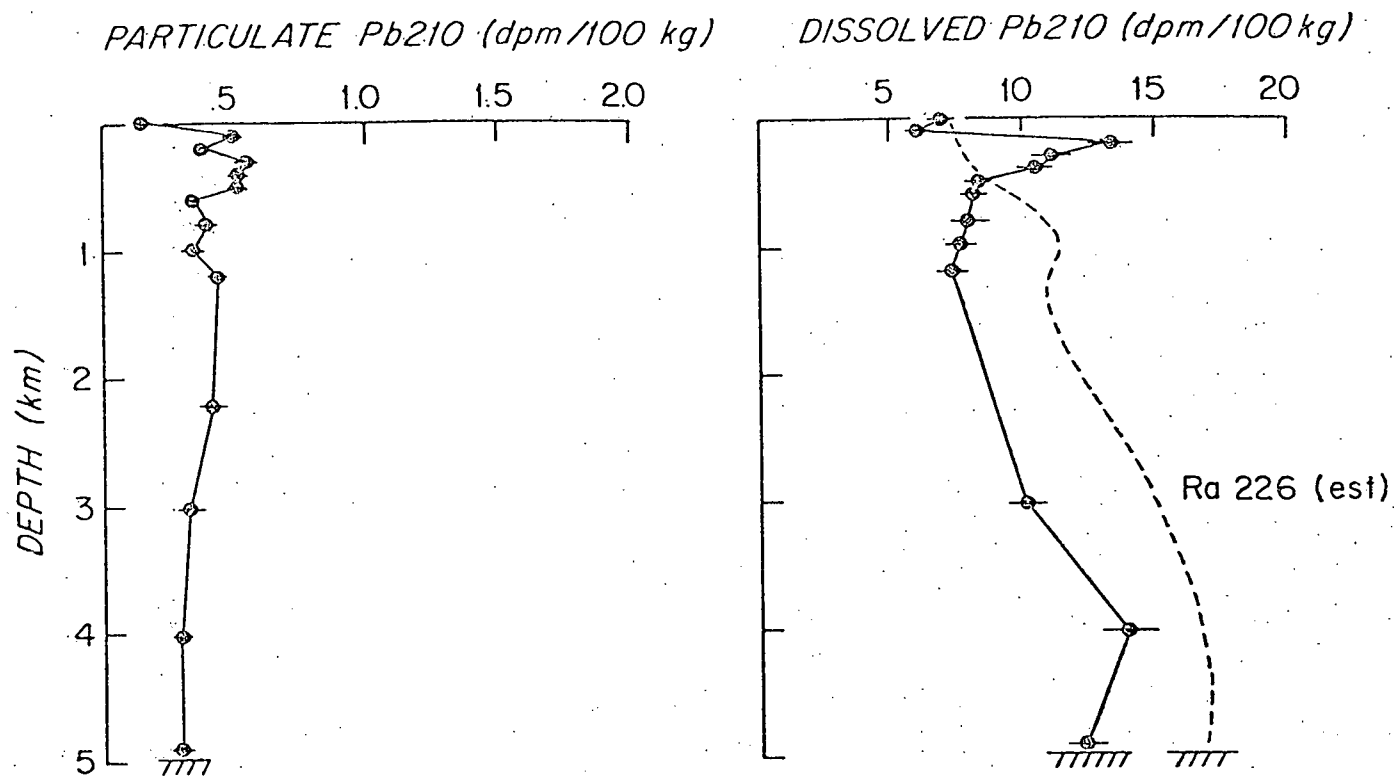 PARTICULATE Pb210 (dpm/100 kg)
.5 1.0 1.5 2.0
DEPTH (km)
1
2
3
4
5
DISSOLVED Pb210 (dpm/100 kg)
5 10 15 20
Ra 226 (est)